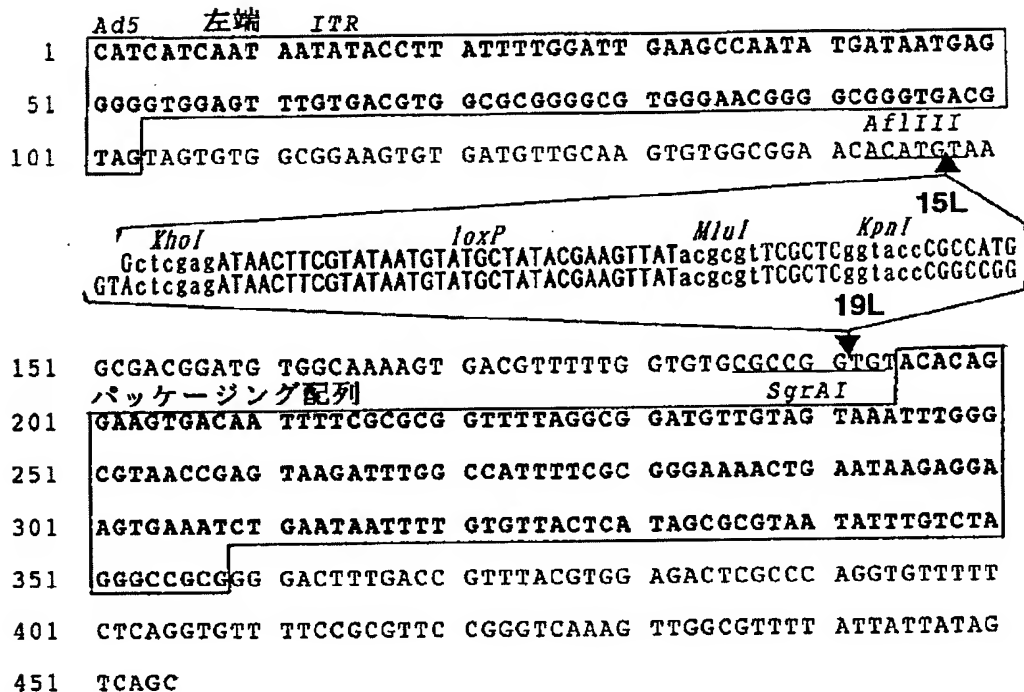 Ad5 左端 ITR
1 CATCATCAAT AATATACCTT ATTTTGGATT GAAGCCAATA TGATAATGAG
51 GGGGTGGAGT TTGTGACGTG GCGCGGGGCG TGGGAACGGG GCGGGTGACG
AflIII
101 TAGTAGTGTG GCGGAAGTGT GATGTTGCAA GTGTGGCGGA ACACATGTAA
15L
XhoI loxP MluI KpnI
GctcgagATAACTTCGTATAATGTATGCTATACGAAGTTATacgcgtTCGCTCggtaccCGCCATG
GTActcgagATAACTTCGTATAATGTATGCTATACGAAGTTATacgcgtTCGCTCggtaccCGGCCGG
19L
151 GCGACGGATG TGGCAAAAGT GACGTTTTTG GTGTGCGCCG GTGTACACAG
パッケージング配列 SgrAI
201 GAAGTGACAA TTTTCGCGCG GTTTTAGGCG GATGTTGTAG TAAATTTGGG
251 CGTAACCGAG TAAGATTTGG CCATTTTCGC GGGAAAACTG AATAAGAGGA
301 AGTGAAATCT GAATAATTTT GTGTTACTCA TAGCGCGTAA TATTTGTCTA
351 GGGCCGCGGG GACTTTGACC GTTTACGTGG AGACTCGCCC AGGTGTTTTT
401 CTCAGGTGTT TTCCGCGTTC CGGGTCAAAG TTGGCGTTTT ATTATTATAG
451 TCAGC